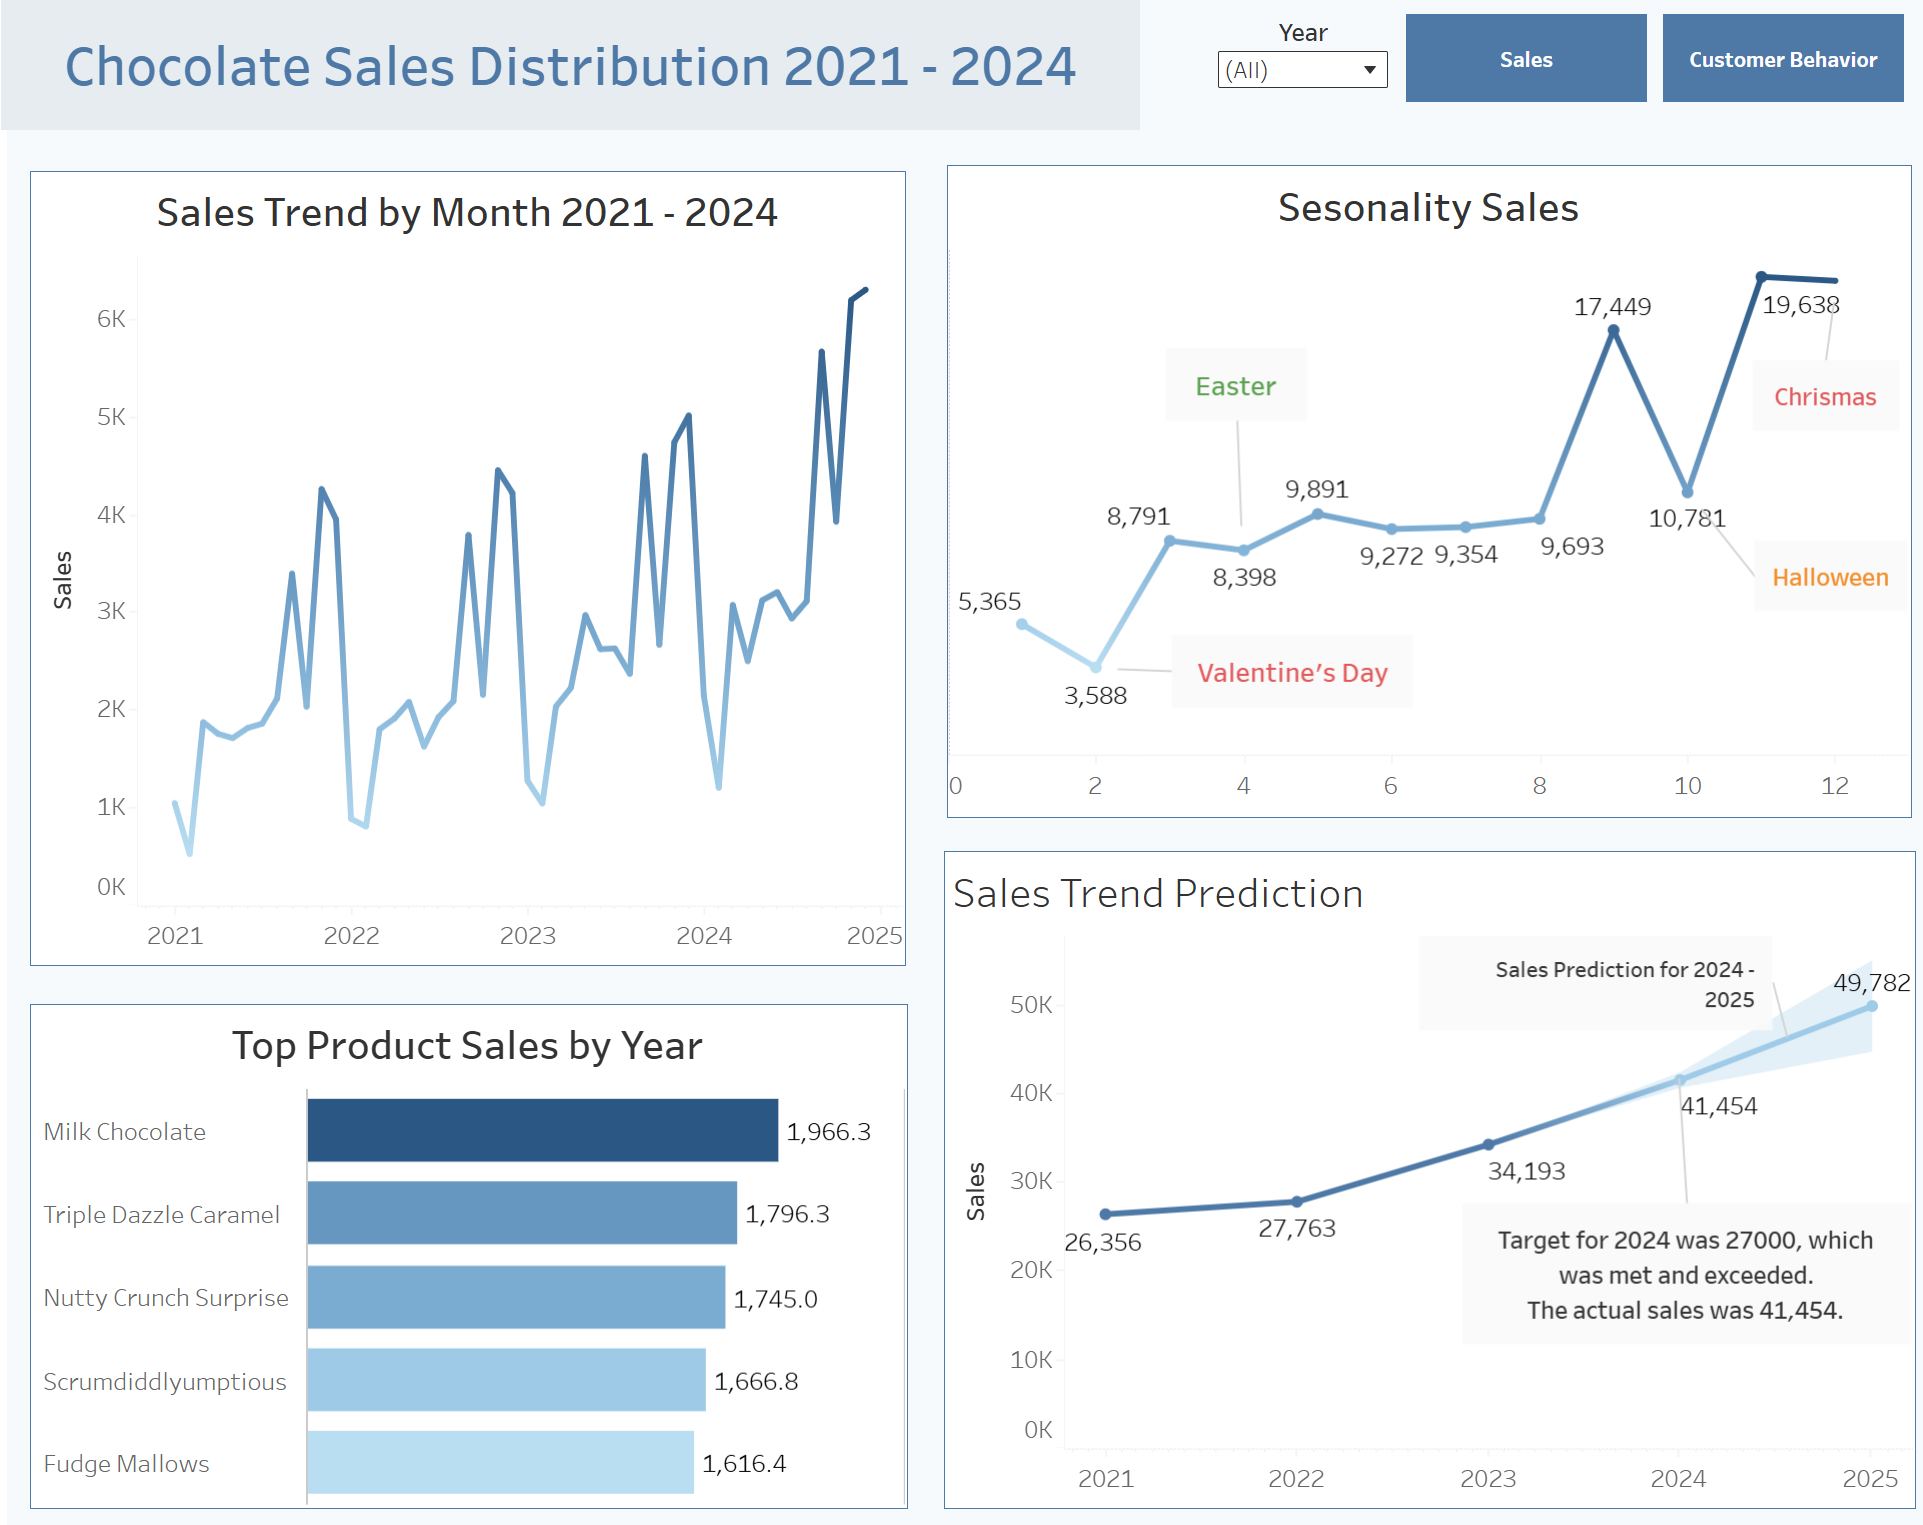 Chocolate Sales Distribution 2021 - 2024
Year
(All)
Sales
Customer Behavior
Sales Trend by Month 2021 - 2024
Sales
6K
5K
4K
3K
2K
1K
0K
2021
2022
2023
2024
2025
Sesonality Sales
5,365
3,588
8,791
8,398
9,891
9,272
9,354
9,693
17,449
10,781
19,638
Easter
Valentine's Day
Chrismas
Halloween
0
2
4
6
8
10
12
Top Product Sales by Year
Milk Chocolate
1,966.3
Triple Dazzle Caramel
1,796.3
Nutty Crunch Surprise
1,745.0
Scrumdiddlyumptious
1,666.8
Fudge Mallows
1,616.4
Sales Trend Prediction
Sales
50K
40K
30K
20K
10K
0K
26,356
27,763
34,193
41,454
49,782
Sales Prediction for 2024 -
2025
Target for 2024 was 27000, which
was met and exceeded.
The actual sales was 41,454.
2021
2022
2023
2024
2025